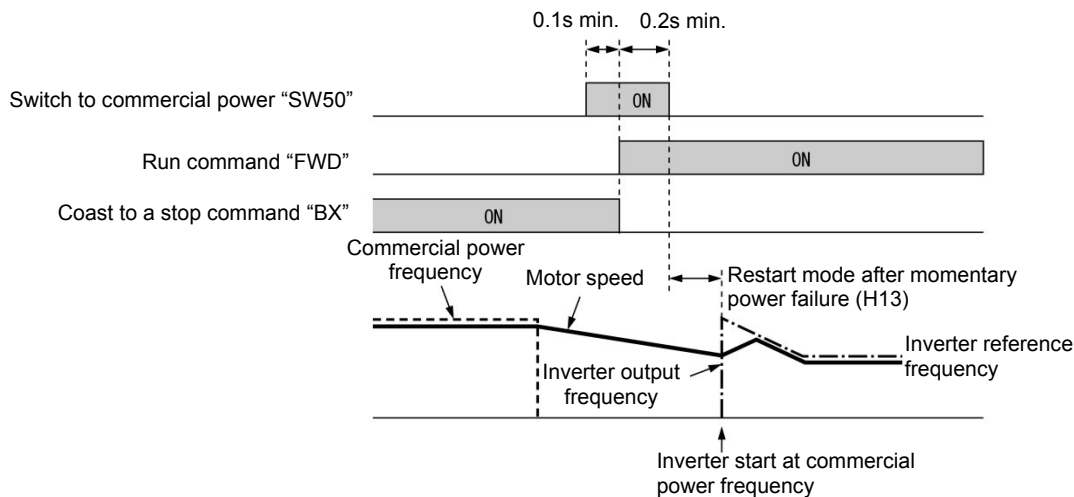 0.1s min.
0.2s min.
Switch to commercial power “SW50”
ON
Run command “FWD”
ON
Coast to a stop command “BX”
ON
Commercial power
frequency
Motor speed
Restart mode after momentary
power failure (H13)
Inverter reference
frequency
Inverter output
frequency
Inverter start at commercial
power frequency